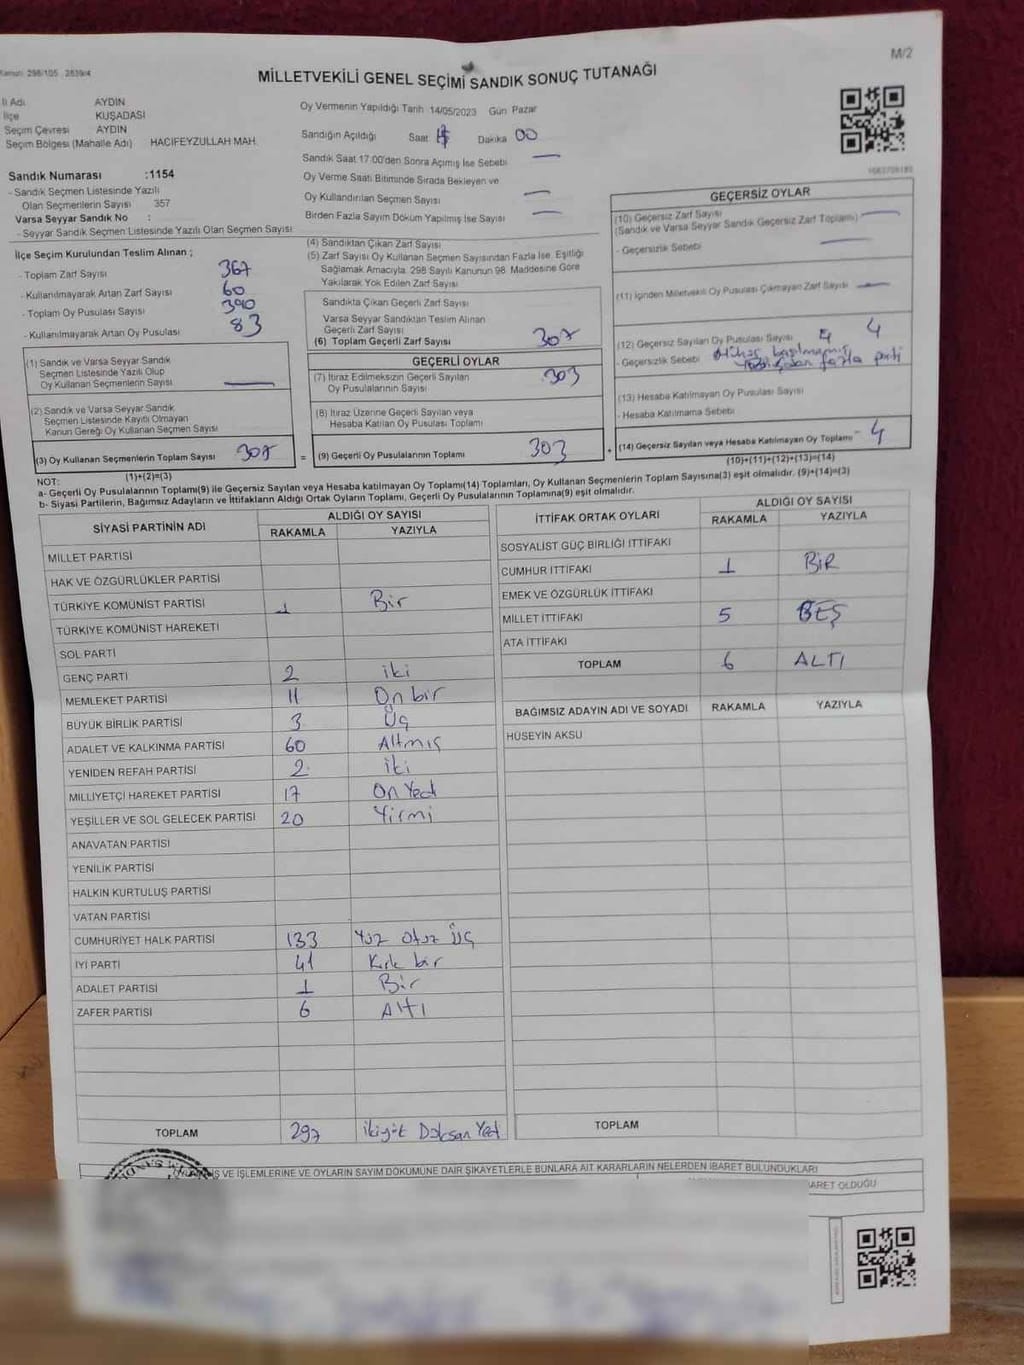 Kanun: 298/105 , 2839/4
M/2
MİLLETVEKİLİ GENEL SEÇİMİ SANDIK SONUÇ TUTANAĞI
İl Adı AYDIN
İlçe KUŞADASI
Seçim Çevresi AYDIN
Seçim Bölgesi (Mahalle Adı) HACIFEYZULLAH MAH.
Sandık Numarası :1154
- Sandık Seçmen Listesinde Yazılı
Olan Seçmenlerin Sayısı 357
Varsa Seyyar Sandık No :
- Seyyar Sandık Seçmen Listesinde Yazılı Olan Seçmen Sayısı
Oy Vermenin Yapıldığı Tarih 14/05/2023 Gün Pazar
Sandığın Açıldığı Saat Dakika 00
Sandık Saat 17.00'den Sonra Açmış İse Sebebi —
Oy Verme Saati Bitiminde Sırada Bekleyen ve
Oy Kullandırılan Seçmen Sayısı —
Birden Fazla Sayım Döküm Yapılmış İse Sayısı —
İlçe Seçim Kurulundan Teslim Alınan ;
- Toplam Zarf Sayısı 367
- Kullanılmayarak Artan Zarf Sayısı 60
- Toplam Oy Pusulası Sayısı 390
- Kullanılmayarak Artan Oy Pusulası 83
(1) Sandık ve Varsa Seyyar Sandık
Seçmen Listesinde Yazılı Olup
Oy Kullanan Seçmenlerin Sayısı —
(2) Sandık ve Varsa Seyyar Sandık
Seçmen Listesinde Kayıtlı Olmayan
Kanun Gereği Oy Kullanan Seçmen Sayısı
(3) Oy Kullanan Seçmenlerin Toplam Sayısı 307
(1)+(2)=(3)
(4) Sandıktan Çıkan Zarf Sayısı
(5) Zarf Sayısı Oy Kullanan Seçmen Sayısından Fazla İse, Eşitliği
Sağlamak Amacıyla, 298 Sayılı Kanunun 98. Maddesine Göre
Yakılarak Yok Edilen Zarf Sayısı
Sandıkta Çıkan Geçerli Zarf Sayısı
Varsa Seyyar Sandıktan Teslim Alınan
Geçerli Zarf Sayısı
(6) Toplam Geçerli Zarf Sayısı 307
GEÇERLİ OYLAR
(7) İtiraz Edilmeksizin Geçerli Sayılan
Oy Pusulalarının Sayısı 303
(8) İtiraz Üzerine Geçerli Sayılan veya
Hesaba Katılan Oy Pusulası Toplamı
= (9) Geçerli Oy Pusulalarının Toplamı 303
GEÇERSİZ OYLAR
(10) Geçersiz Zarf Sayısı
(Sandık ve Varsa Seyyar Sandık Geçersiz Zarf Toplamı) —
- Geçersizlik Sebebi —
(11) İçinden Milletvekili Oy Pusulası Çıkmayan Zarf Sayısı —
(12) Geçersiz Sayılan Oy Pusulası Sayısı 4
- Geçersizlik Sebebi Mühür basılmamış
fazla parti
(13) Hesaba Katılmayan Oy Pusulası Sayısı
- Hesaba Katılmama Sebebi
+ (14) Geçersiz Sayılan veya Hesaba Katılmayan Oy Toplamı 4
(10)+(11)+(12)+(13)=(14)
NOT:
a- Geçerli Oy Pusulalarının Toplamı(9) ile Geçersiz Sayılan veya Hesaba Katılmayan Oy Toplamı(14) Toplamları, Oy Kullanan Seçmenlerin Toplam Sayısına(3) eşit olmalıdır. (9)+(14)=(3)
b- Siyasi Partilerin, Bağımsız Adayların ve İttifakların Aldığı Ortak Oyların Toplamı, Geçerli Oy Pusulalarının Toplamına(9) eşit olmalıdır.
SİYASİ PARTİNİN ADI ALDIĞI OY SAYISI
RAKAMLA YAZIYLA
MİLLET PARTİSİ
HAK VE ÖZGÜRLÜKLER PARTİSİ
TÜRKİYE KOMÜNİST PARTİSİ 1 Bir
TÜRKİYE KOMÜNİST HAREKETİ
SOL PARTİ
GENÇ PARTİ 2 iki
MEMLEKET PARTİSİ 11 On bir
BÜYÜK BİRLİK PARTİSİ 3 Üç
ADALET VE KALKINMA PARTİSİ 60 Altmış
YENİDEN REFAH PARTİSİ 2 iki
MİLLİYETÇİ HAREKET PARTİSİ 17 On Yedi
YEŞİLLER VE SOL GELECEK PARTİSİ 20 Yirmi
ANAVATAN PARTİSİ
YENİLİK PARTİSİ
HALKIN KURTULUŞ PARTİSİ
VATAN PARTİSİ
CUMHURİYET HALK PARTİSİ 133 Yüz Otuz Üç
İYİ PARTİ 41 Kırk bir
ADALET PARTİSİ 1 Bir
ZAFER PARTİSİ 6 Altı
TOPLAM 297 ikiyüz Doksan Yedi
İTTİFAK ORTAK OYLARI ALDIĞI OY SAYISI
RAKAMLA YAZIYLA
SOSYALİST GÜÇ BİRLİĞİ İTTİFAKI
CUMHUR İTTİFAKI 1 BİR
EMEK VE ÖZGÜRLÜK İTTİFAKI
MİLLET İTTİFAKI 5 BEŞ
ATA İTTİFAKI
TOPLAM 6 ALTI
BAĞIMSIZ ADAYIN ADI VE SOYADI RAKAMLA YAZIYLA
HÜSEYİN AKSU
TOPLAM
İŞ VE İŞLEMLERİNE VE OYLARIN SAYIM DÖKÜMÜNE DAİR ŞİKAYETLERLE BUNLARA AİT KARARLARIN NELERDEN İBARET BULUNDUKLARI
İBARET OLDUĞU